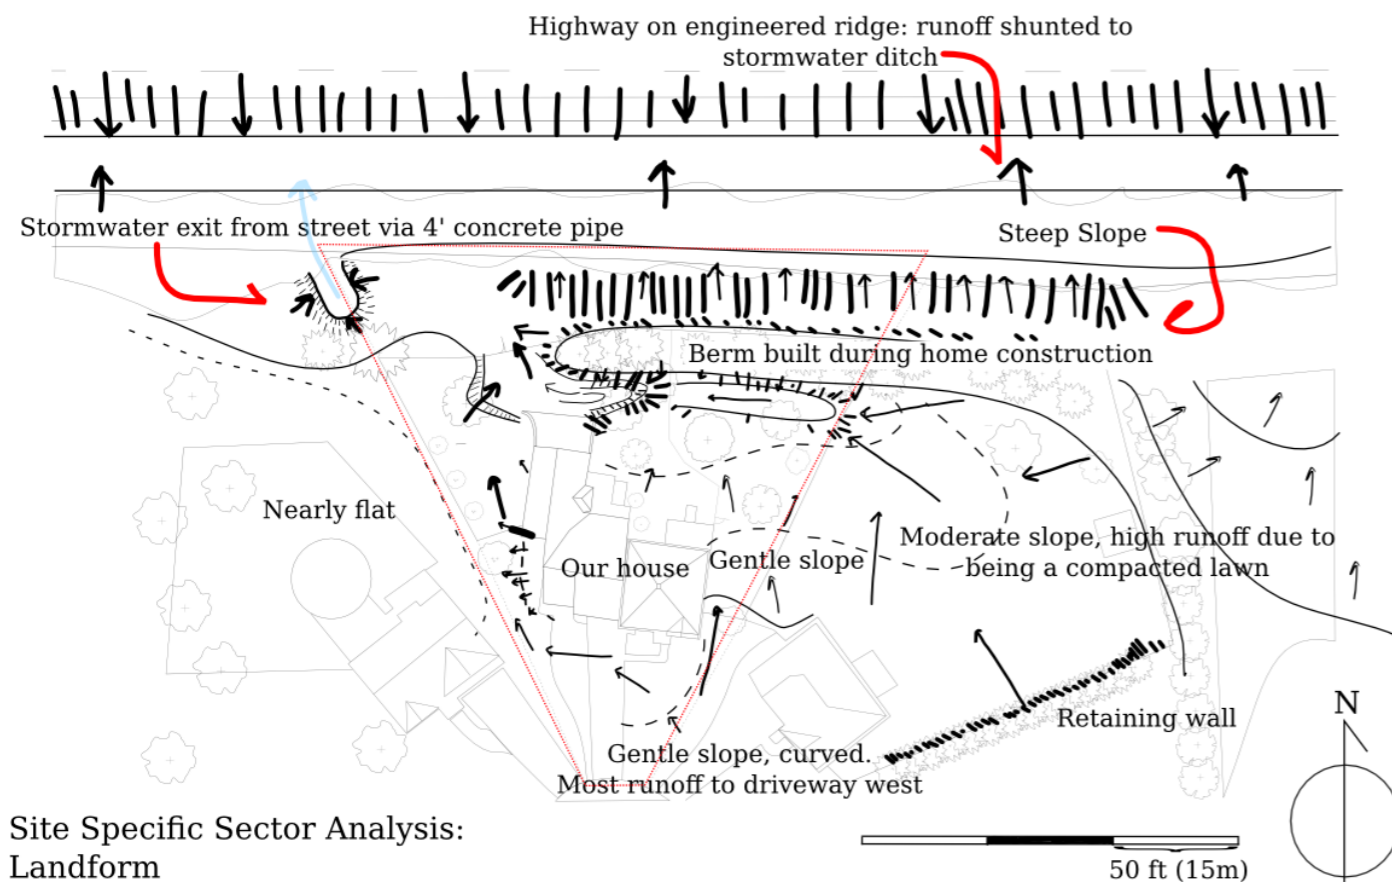 Highway on engineered ridge: runoff shunted to
stormwater ditch
Stormwater exit from street via 4' concrete pipe
Steep Slope
Berm built during home construction
Nearly flat
Our house
Gentle slope
Moderate slope, high runoff due to
being a compacted lawn
Retaining wall
N
Gentle slope, curved.
Most runoff to driveway west
Site Specific Sector Analysis:
Landform
50 ft (15m)